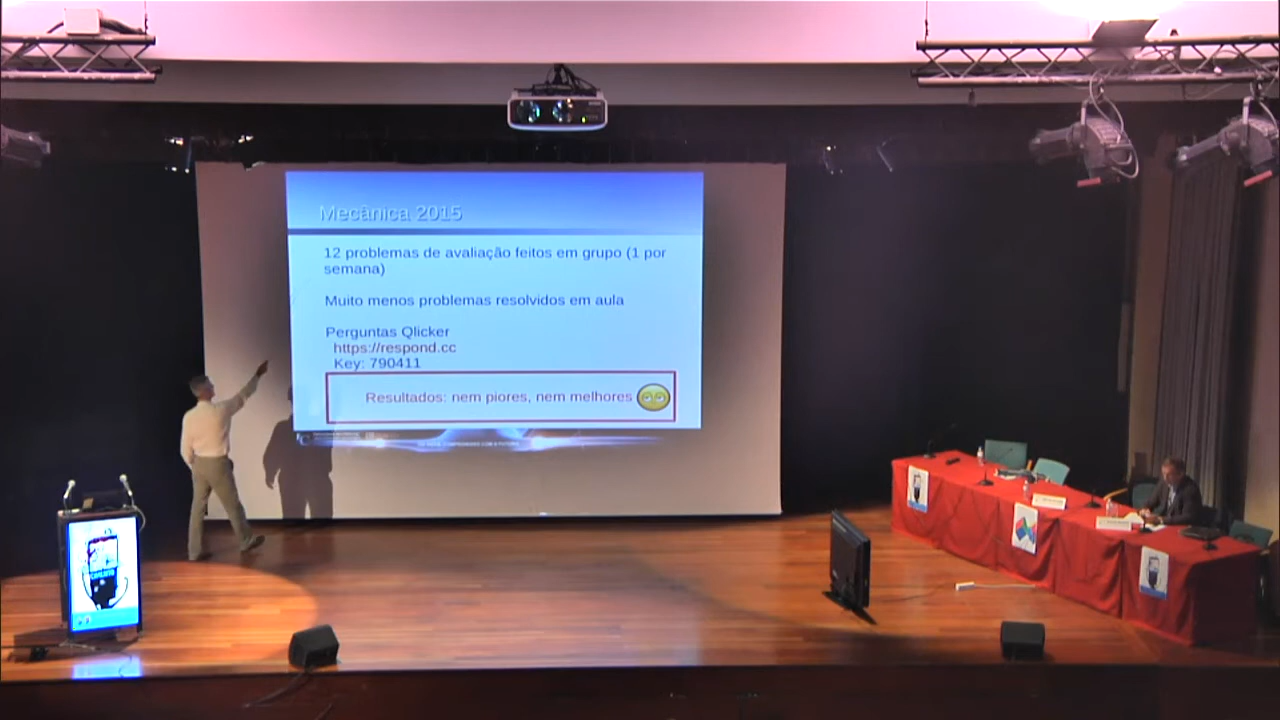 Mecânica 2015
12 problemas de avaliação feitos em grupo (1 por
semana)
Muito menos problemas resolvidos em aula
Perguntas Qlicker
https://respond.cc
Key: 790411
Resultados: nem piores, nem melhores